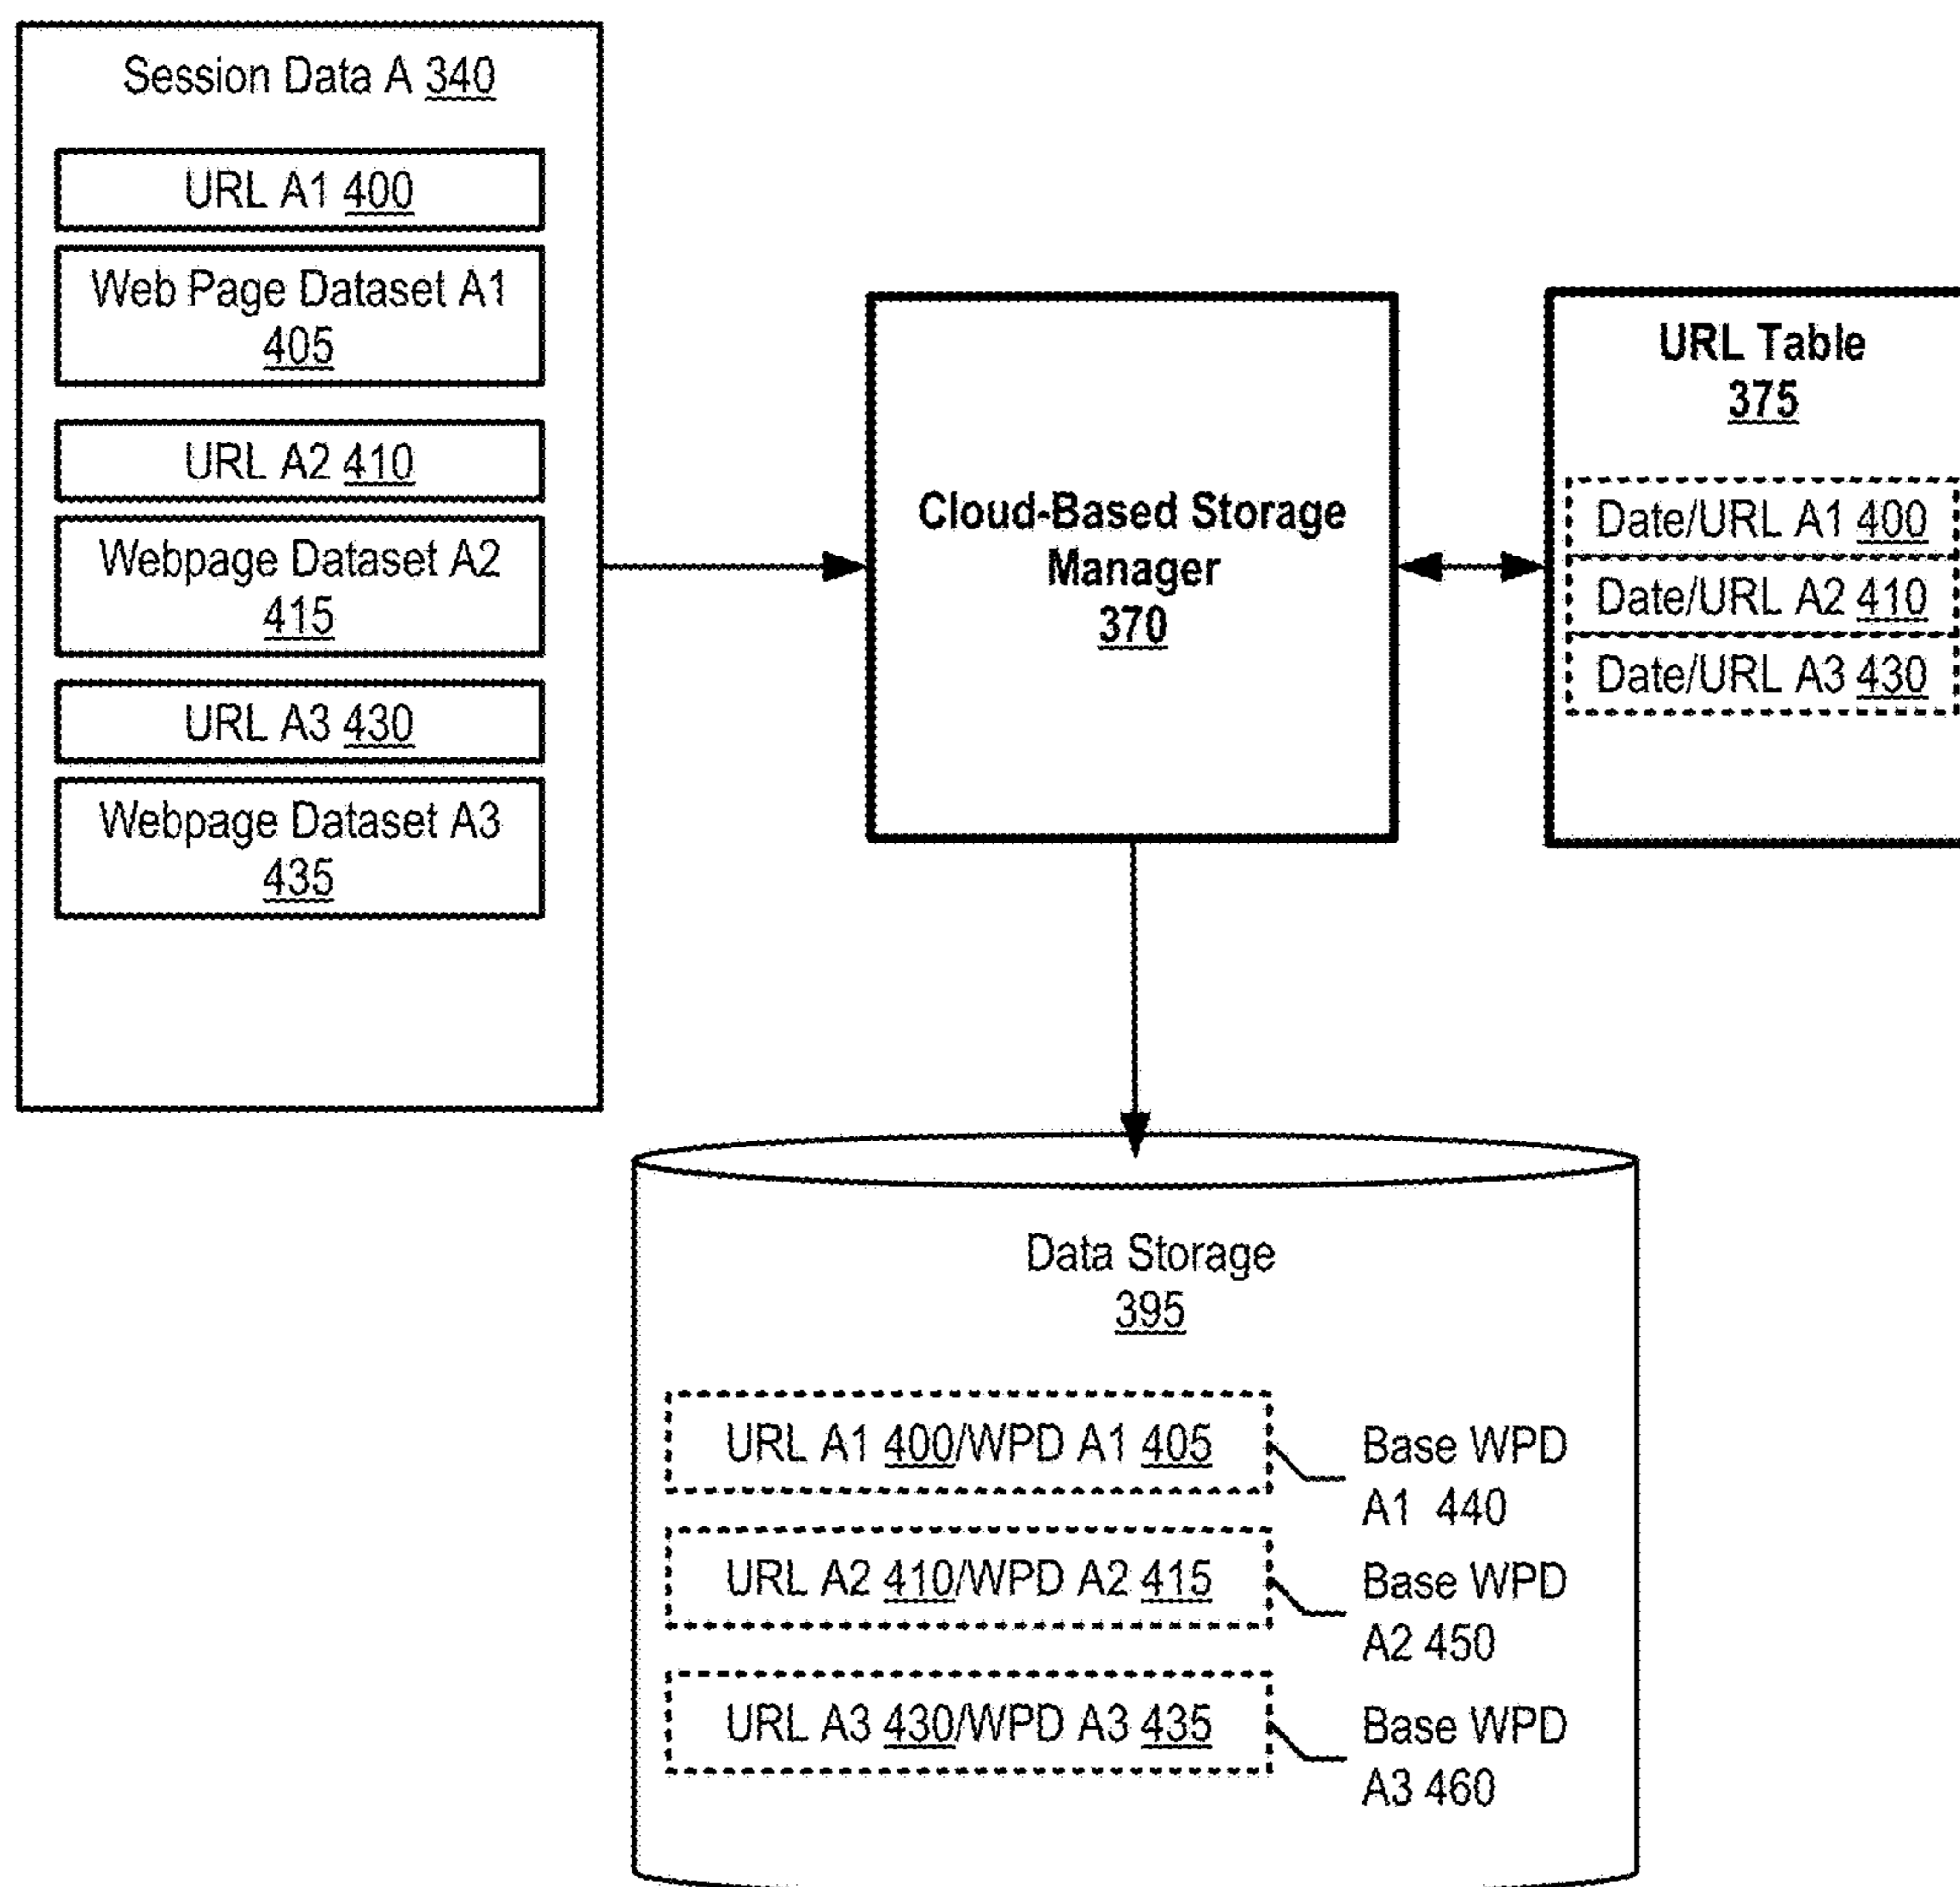 Session Data A 340
URL A1 400
Web Page Dataset A1
405
URL A2 410
Webpage Dataset A2
415
URL A3 430
Webpage Dataset A3
435
Cloud-Based Storage
Manager
370
URL Table
375
Date/URL A1 400
Date/URL A2 410
Date/URL A3 430
Data Storage
395
URL A1 400/WPD A1 405
Base WPD
A1 440
URL A2 410/WPD A2 415
Base WPD
A2 450
URL A3 430/WPD A3 435
Base WPD
A3 460